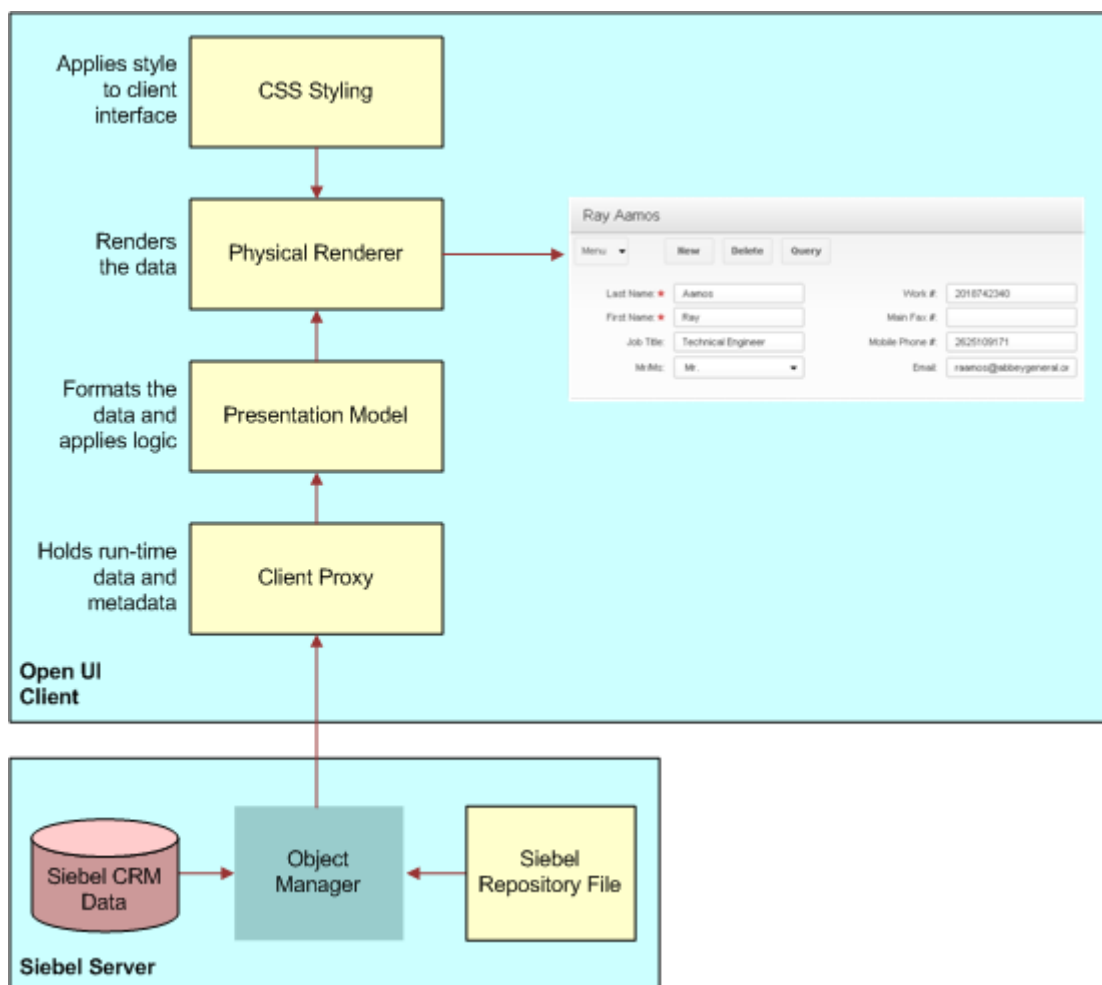 Applies style
to client
interface
CSS Styling
Renders
the data
Physical Renderer
Ray Aamos
Menu
New
Delete
Query
Last Name:
Aamos
Work #:
2018742340
First Name:
Ray
Main Fax #:
Job Title:
Technical Engineer
Mobile Phone #:
2625109171
Mr/Ms:
Mr.
Email:
raamos@abbeygeneral.co
Formats the
data and
applies logic
Presentation Model
Holds run-time
data and
metadata
Client Proxy
Open UI
Client
Siebel CRM
Data
Object
Manager
Siebel
Repository File
Siebel Server